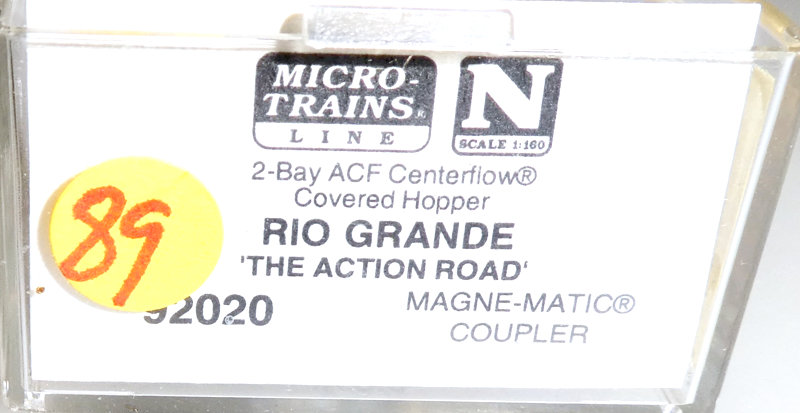 MICRO-
TRAINS®
LINE
N
SCALE 1:160
2-Bay ACF Centerflow®
Covered Hopper
RIO GRANDE
'THE ACTION ROAD'
89
92020
MAGNE-MATIC®
COUPLER